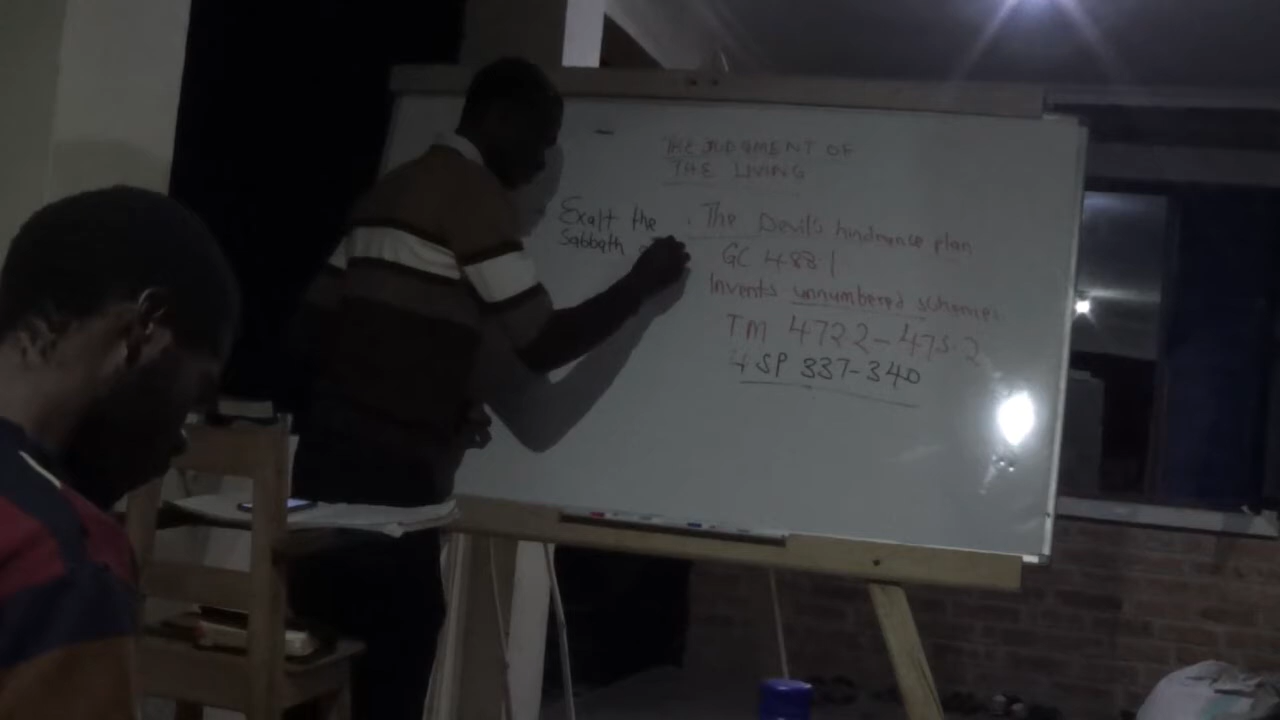 THE JUDGMENT OF
THE LIVING
Exalt the
Sabbath
. The Devil's hindrance plan
GC 488.1
Invents unnumbered schemes
TM 472.2-475.2
4SP 337-340